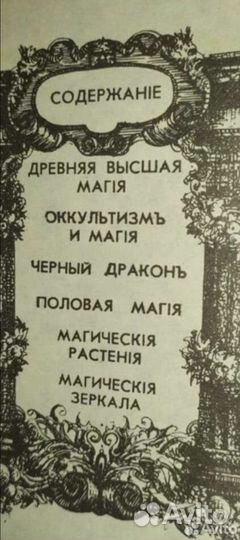 СОДЕРЖАНІЕ
ДРЕВНЯЯ ВЫСШАЯ
МАГІЯ
ОККУЛЬТИЗМЪ
И МАГІЯ
ЧЕРНЫЙ ДРАКОНЪ
ПОЛОВАЯ МАГІЯ
МАГИЧЕСКІЯ
РАСТЕНІЯ
МАГИЧЕСКІЯ
ЗЕРКАЛА
Avito